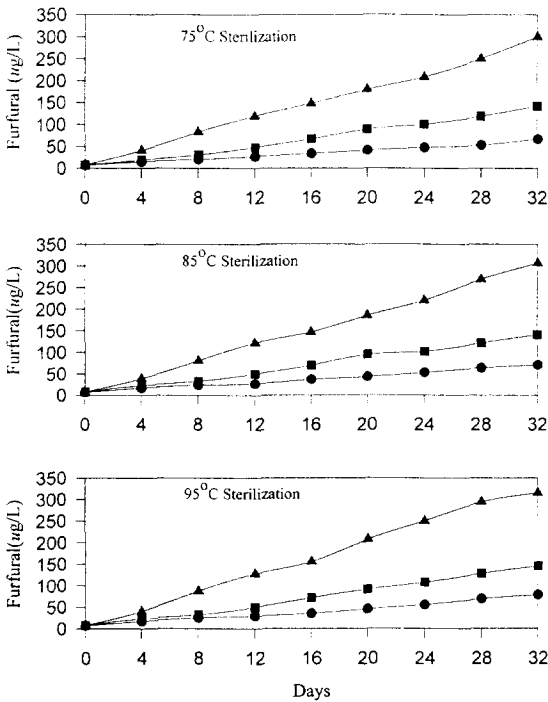 350
300
250
200
150
100
50
0
Furfural (ug/L)
75°C Sterilization
0 4 8 12 16 20 24 28 32
350
300
250
200
150
100
50
0
Furfural(ug/L)
85°C Sterilization
0 4 8 12 16 20 24 28 32
350
300
250
200
150
100
50
0
Furfural(ug/L)
95°C Sterilization
0 4 8 12 16 20 24 28 32
Days